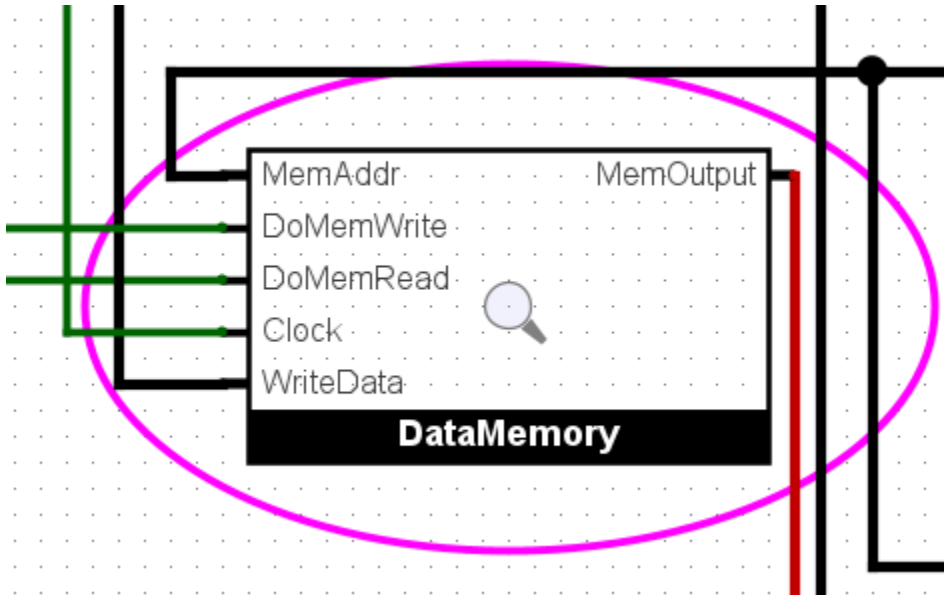 MemAddr MemOutput
DoMemWrite
DoMemRead
Clock
WriteData
DataMemory